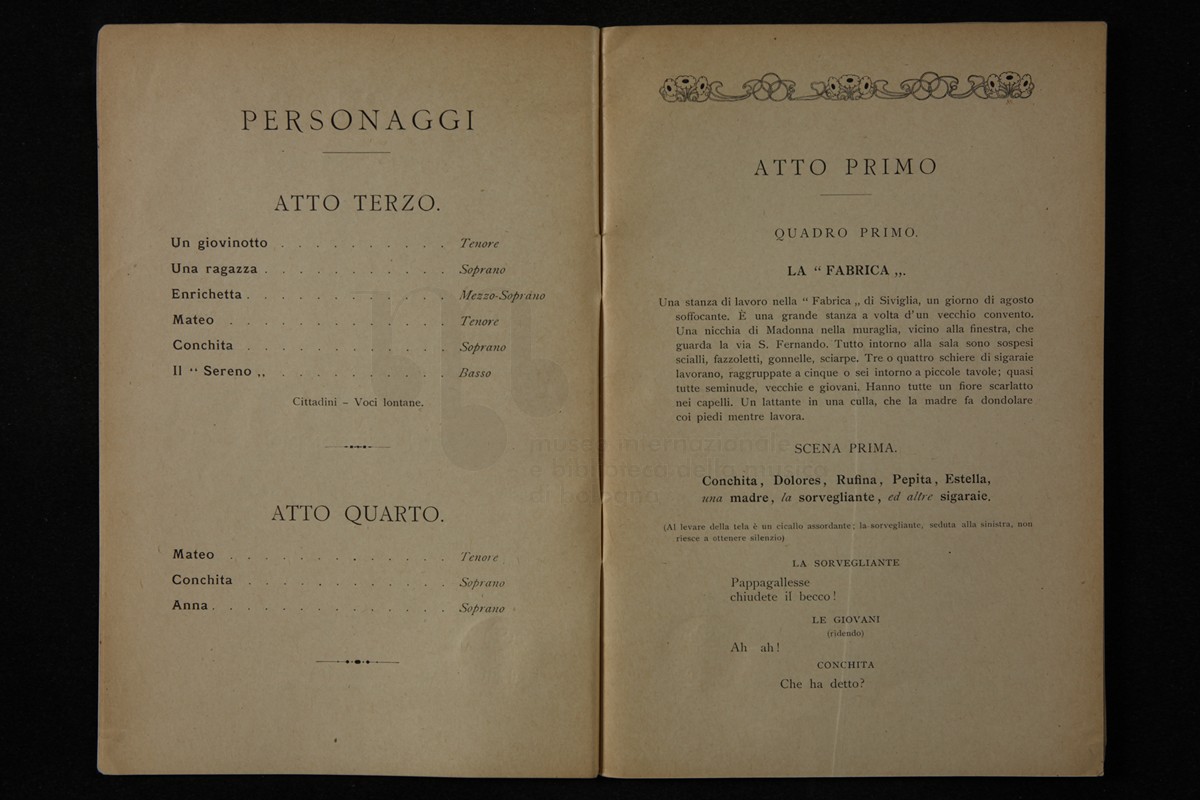 PERSONAGGI
ATTO TERZO.
Un giovinotto . . . . . . . . . . Tenore
Una ragazza . . . . . . . . . . . Soprano
Enrichetta . . . . . . . . . . . . Mezzo-Soprano
Mateo . . . . . . . . . . . . . Tenore
Conchita . . . . . . . . . . . . Soprano
Il “ Sereno „ . . . . . . . . . . Basso
Cittadini - Voci lontane.
ATTO QUARTO.
Mateo . . . . . . . . . . . . . Tenore
Conchita . . . . . . . . . . . . Soprano
Anna . . . . . . . . . . . . . . Soprano
ATTO PRIMO
QUADRO PRIMO.
LA “ FABRICA „.
Una stanza di lavoro nella “ Fabrica „ di Siviglia, un giorno di agosto
soffocante. È una grande stanza a volta d'un vecchio convento.
Una nicchia di Madonna nella muraglia, vicino alla finestra, che
guarda la via S. Fernando. Tutto intorno alla sala sono sospesi
scialli, fazzoletti, gonnelle, sciarpe. Tre o quattro schiere di sigaraie
lavorano, raggruppate a cinque o sei intorno a piccole tavole; quasi
tutte seminude, vecchie e giovani. Hanno tutte un fiore scarlatto
nei capelli. Un lattante in una culla, che la madre fa dondolare
coi piedi mentre lavora.
SCENA PRIMA.
Conchita, Dolores, Rufina, Pepita, Estella,
una madre, la sorvegliante, ed altre sigaraie.
(Al levare della tela è un cicalìo assordante; la sorvegliante, seduta alla sinistra, non
riesce a ottenere silenzio)
LA SORVEGLIANTE
Pappagallesse
chiudete il becco!
LE GIOVANI
(ridendo)
Ah ah!
CONCHITA
Che ha detto?
museo internazionale
e biblioteca della musica
di bologna